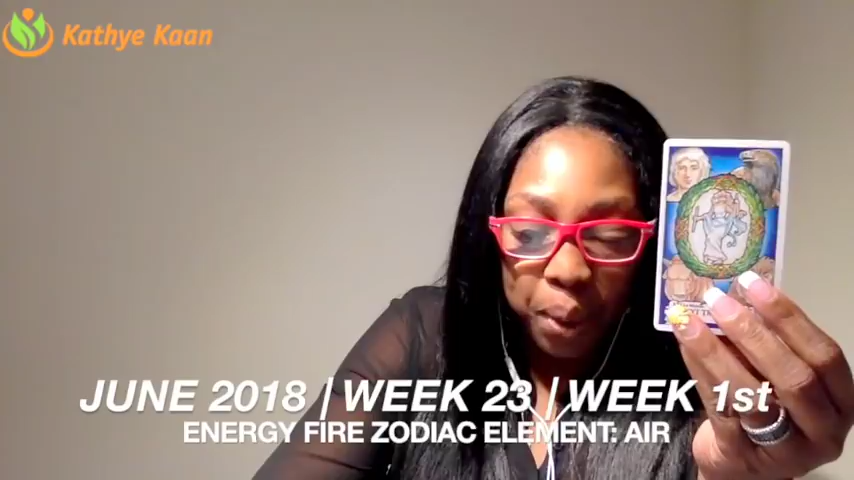 Kathye Kaan
JUNE 2018 | WEEK 23 | WEEK 1st
ENERGY FIRE ZODIAC ELEMENT: AIR